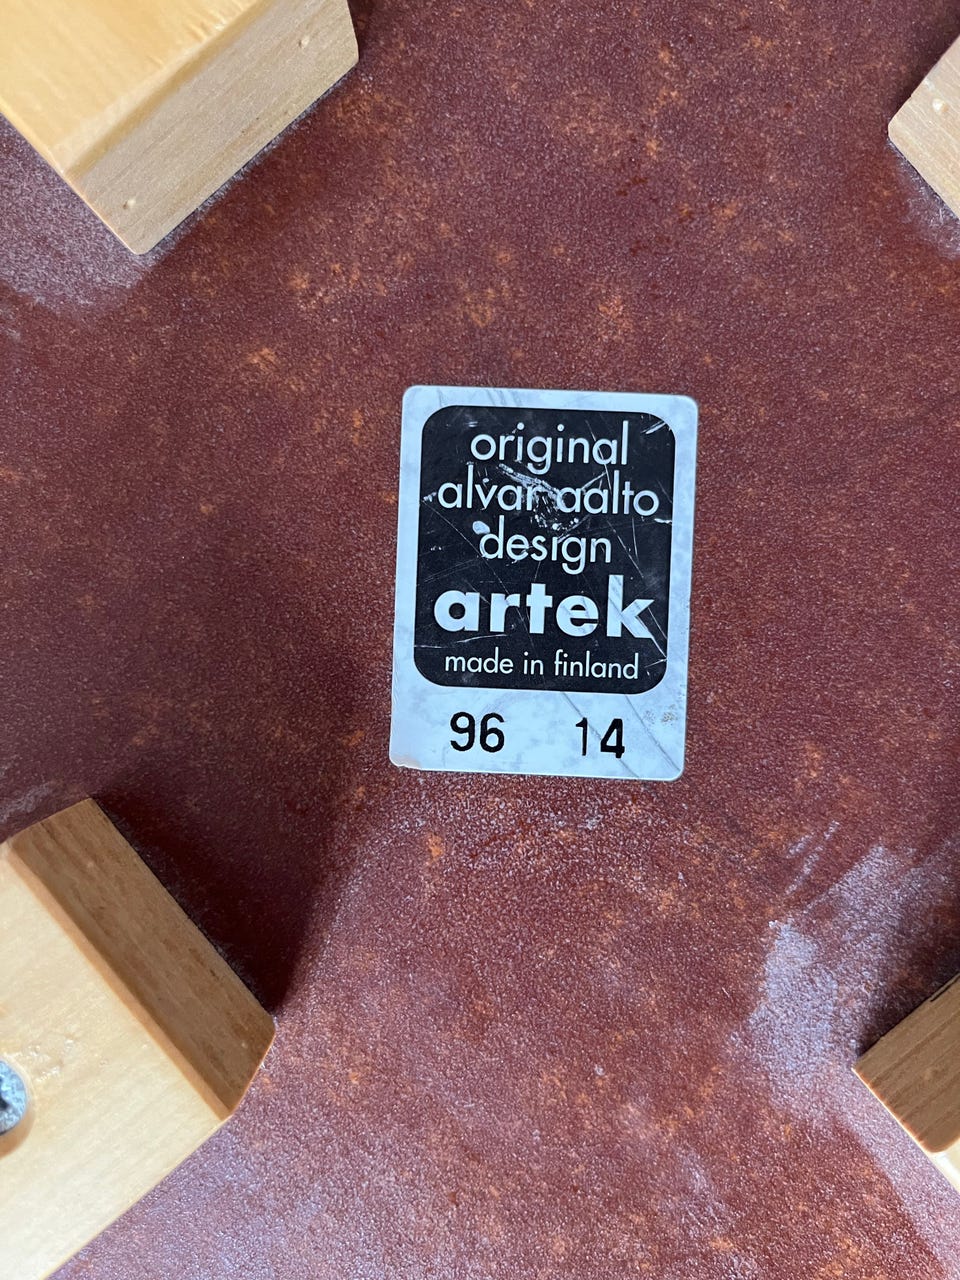 original
alvar aalto
design
artek
made in finland
96 14